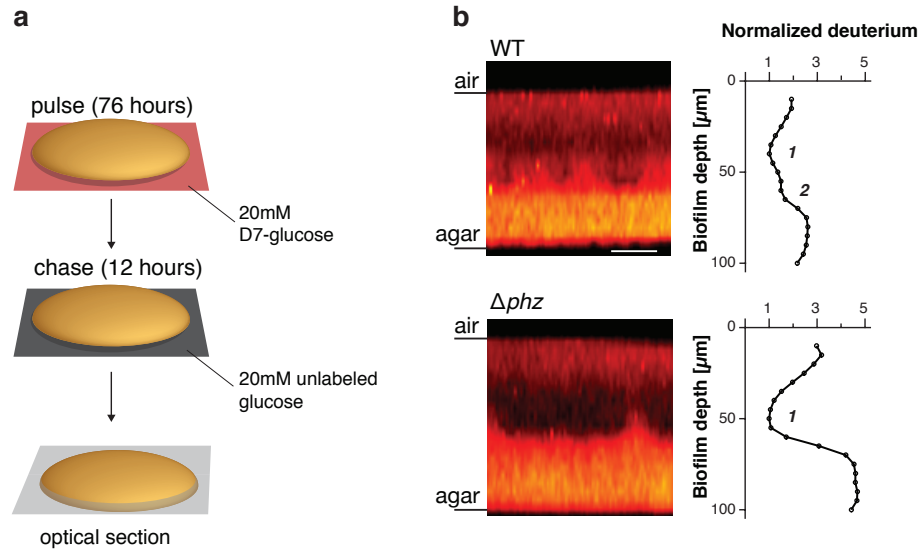 a
pulse (76 hours)
20mM
D7-glucose
chase (12 hours)
20mM unlabeled
glucose
optical section
b
WT
air
agar
Normalized deuterium
1 3 5
0
50
100
Biofilm depth [µm]
1
2
Δphz
air
agar
1 3 5
0
50
100
Biofilm depth [µm]
1